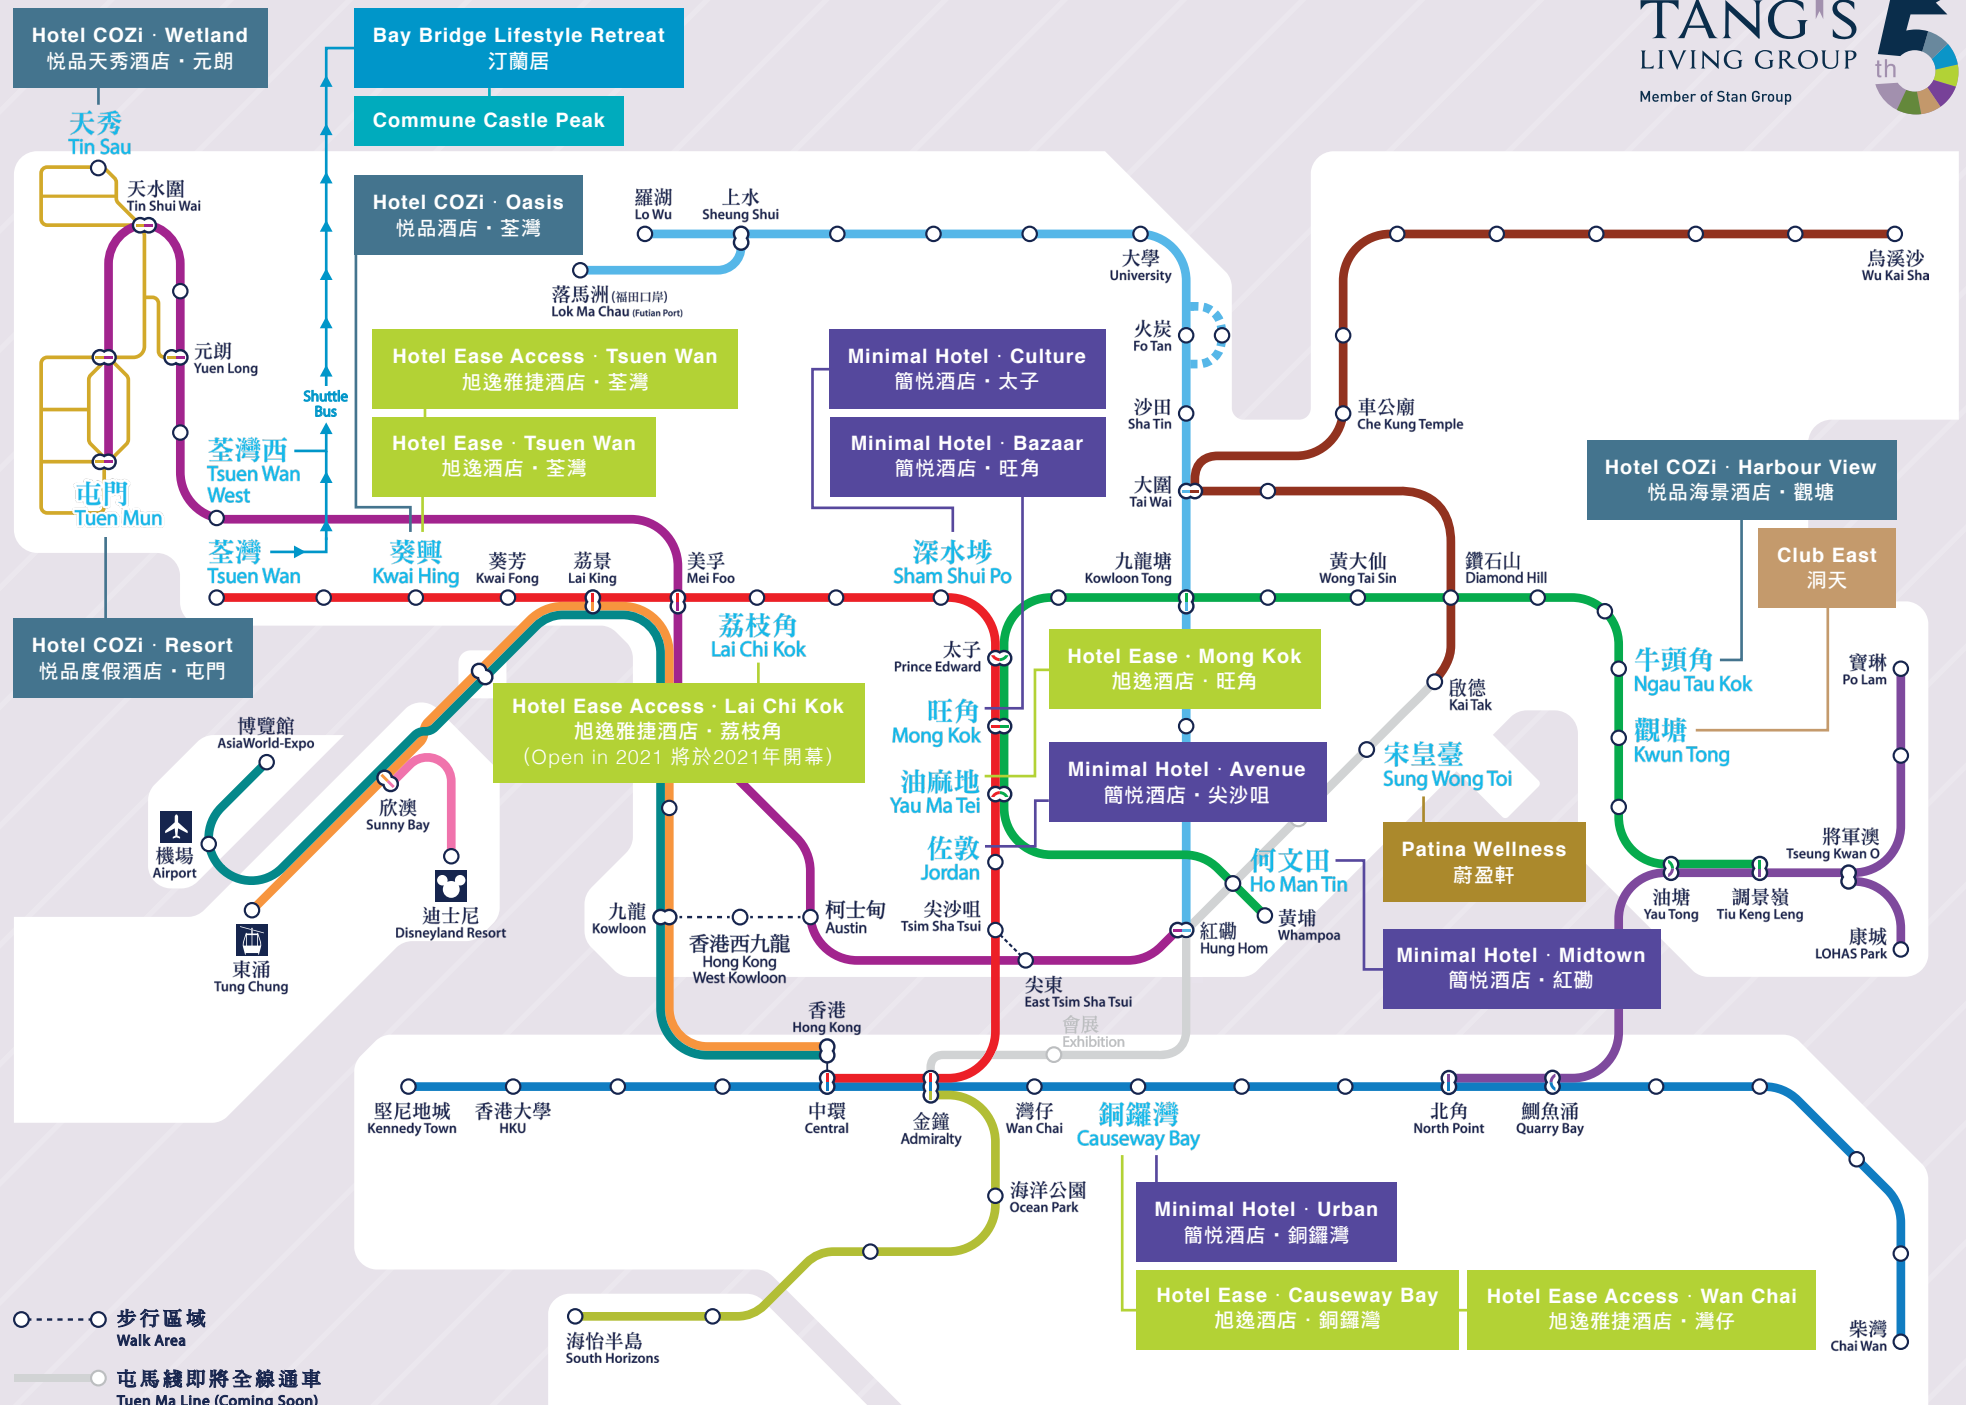 Hotel COZi · Wetland
悦品天秀酒店・元朗
Bay Bridge Lifestyle Retreat
汀蘭居
Commune Castle Peak
TANG'S
LIVING GROUP
Member of Stan Group
5
th
天秀
Tin Sau
天水圍
Tin Shui Wai
Hotel COZi · Oasis
悦品酒店・荃灣
羅湖
Lo Wu
上水
Sheung Shui
落馬洲(福田口岸)
Lok Ma Chau (Futian Port)
大學
University
烏溪沙
Wu Kai Sha
火炭
Fo Tan
元朗
Yuen Long
Shuttle
Bus
Hotel Ease Access · Tsuen Wan
旭逸雅捷酒店・荃灣
Hotel Ease · Tsuen Wan
旭逸酒店・荃灣
Minimal Hotel · Culture
簡悦酒店・太子
Minimal Hotel · Bazaar
簡悦酒店・旺角
沙田
Sha Tin
車公廟
Che Kung Temple
荃灣西
Tsuen Wan
West
屯門
Tuen Mun
大圍
Tai Wai
Hotel COZi · Harbour View
悦品海景酒店・觀塘
Club East
洞天
荃灣
Tsuen Wan
葵興
Kwai Hing
葵芳
Kwai Fong
荔景
Lai King
美孚
Mei Foo
深水埗
Sham Shui Po
九龍塘
Kowloon Tong
黃大仙
Wong Tai Sin
鑽石山
Diamond Hill
Hotel COZi · Resort
悦品度假酒店・屯門
荔枝角
Lai Chi Kok
太子
Prince Edward
Hotel Ease · Mong Kok
旭逸酒店・旺角
牛頭角
Ngau Tau Kok
寶琳
Po Lam
啟德
Kai Tak
Hotel Ease Access · Lai Chi Kok
旭逸雅捷酒店・荔枝角
(Open in 2021 將於2021年開幕)
旺角
Mong Kok
觀塘
Kwun Tong
博覽館
AsiaWorld-Expo
宋皇臺
Sung Wong Toi
Minimal Hotel · Avenue
簡悦酒店・尖沙咀
油麻地
Yau Ma Tei
欣澳
Sunny Bay
機場
Airport
佐敦
Jordan
何文田
Ho Man Tin
Patina Wellness
蔚盈軒
將軍澳
Tseung Kwan O
油塘
Yau Tong
調景嶺
Tiu Keng Leng
迪士尼
Disneyland Resort
九龍
Kowloon
香港西九龍
Hong Kong
West Kowloon
柯士甸
Austin
尖沙咀
Tsim Sha Tsui
紅磡
Hung Hom
黃埔
Whampoa
康城
LOHAS Park
東涌
Tung Chung
Minimal Hotel · Midtown
簡悦酒店・紅磡
尖東
East Tsim Sha Tsui
香港
Hong Kong
會展
Exhibition
堅尼地城
Kennedy Town
香港大學
HKU
中環
Central
金鐘
Admiralty
灣仔
Wan Chai
銅鑼灣
Causeway Bay
北角
North Point
鰂魚涌
Quarry Bay
海洋公園
Ocean Park
Minimal Hotel · Urban
簡悦酒店・銅鑼灣
Hotel Ease · Causeway Bay
旭逸酒店・銅鑼灣
Hotel Ease Access · Wan Chai
旭逸雅捷酒店・灣仔
柴灣
Chai Wan
海怡半島
South Horizons
步行區域
Walk Area
屯馬綫即將全線通車
Tuen Ma Line (Coming Soon)